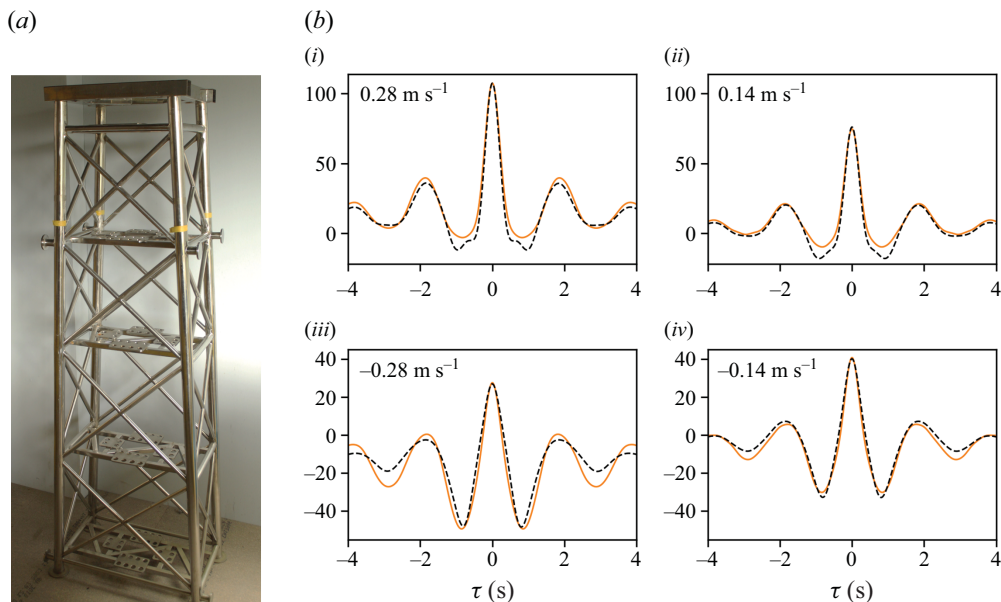 (a)
(b)
(i)
(ii)
0.28 m s⁻¹
0.14 m s⁻¹
100
50
0
–4 –2 0 2 4
100
50
0
–4 –2 0 2 4
(iii)
(iv)
–0.28 m s⁻¹
–0.14 m s⁻¹
40
20
0
–20
–40
–4 –2 0 2 4
τ (s)
40
20
0
–20
–40
–4 –2 0 2 4
τ (s)